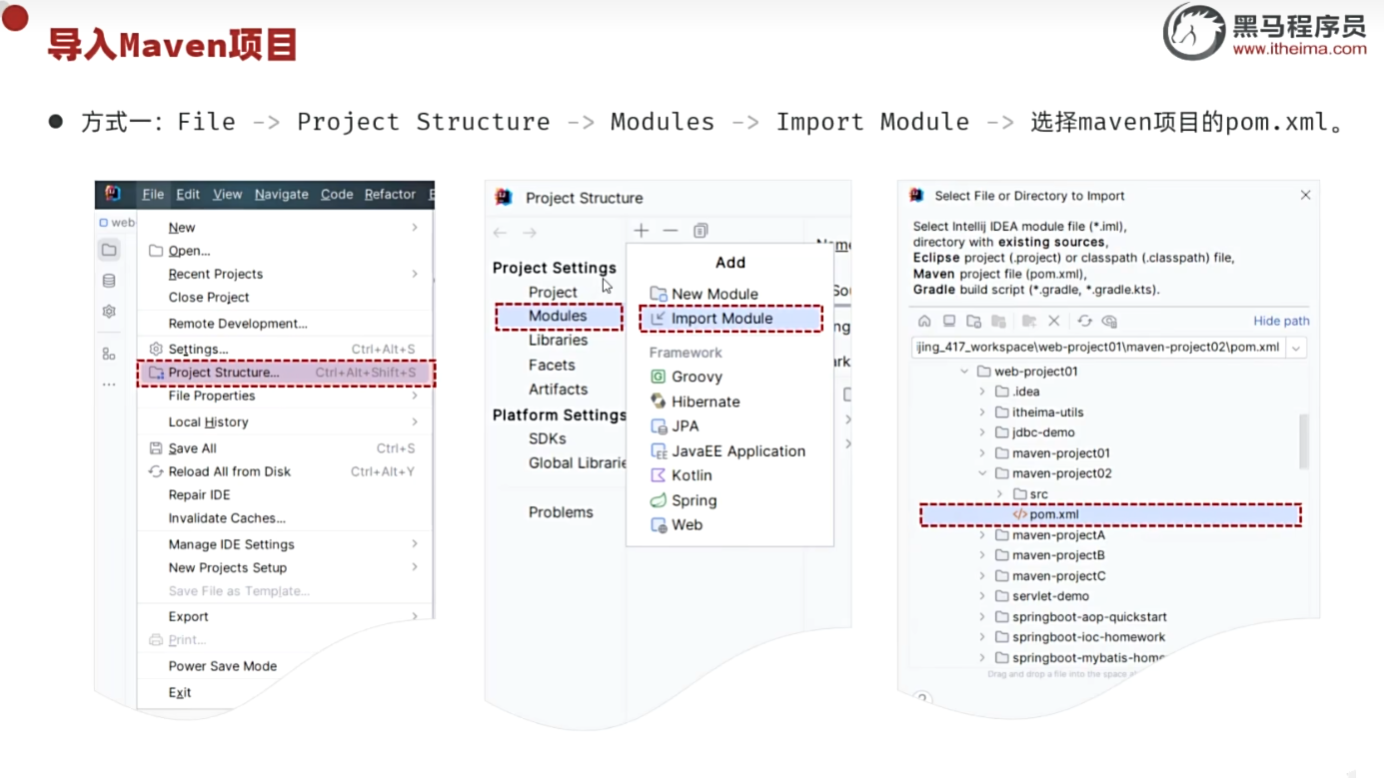 导入Maven项目
黑马程序员
www.itheima.com
● 方式一：File -> Project Structure -> Modules -> Import Module -> 选择maven项目的pom.xml。
File Edit View Navigate Code Refactor
web
New
Open...
Recent Projects
Close Project
Remote Development...
Settings... Ctrl+Alt+S
Project Structure... Ctrl+Alt+Shift+S
File Properties
Local History
Save All Ctrl+S
Reload All from Disk Ctrl+Alt+Y
Repair IDE
Invalidate Caches...
Manage IDE Settings
New Projects Setup
Save File as Template...
Export
Print...
Power Save Mode
Exit
Project Structure
Project Settings
Project
Modules
Libraries
Facets
Artifacts
Platform Settings
SDKs
Global Librarie
Problems
Add
New Module
Import Module
Framework
Groovy
Hibernate
JPA
JavaEE Application
Kotlin
Spring
Web
Select File or Directory to Import
Select Intellij IDEA module file (*.iml),
directory with existing sources,
Eclipse project (.project) or classpath (.classpath) file,
Maven project file (pom.xml),
Gradle build script (*.gradle, *.gradle.kts).
Hide path
ijing_417_workspace\web-project01\maven-project02\pom.xml
web-project01
.idea
itheima-utils
jdbc-demo
maven-project01
maven-project02
src
pom.xml
maven-projectA
maven-projectB
maven-projectC
servlet-demo
springboot-aop-quickstart
springboot-ioc-homework
springboot-mybatis-home
Drag and drop a file into the space